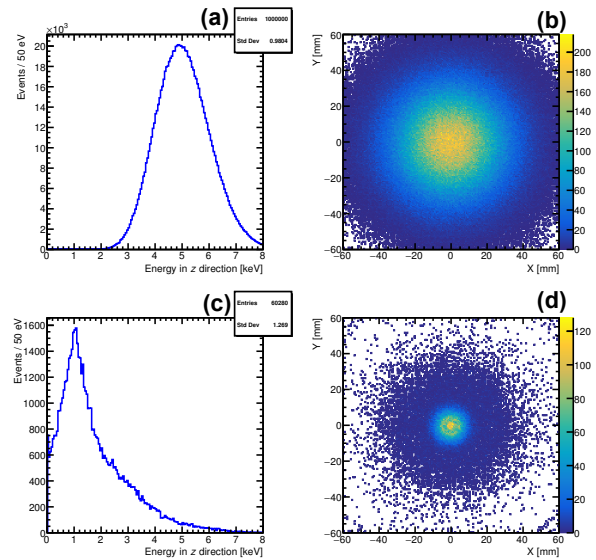 (a)
Entries 1000000
Std Dev 0.9804
×10³
Events / 50 eV
20
18
16
14
12
10
8
6
4
2
0
0 1 2 3 4 5 6 7 8
Energy in z direction [keV]
(b)
Y [mm]
60
40
20
0
−20
−40
−60
−60 −40 −20 0 20 40 60
X [mm]
200
180
160
140
120
100
80
60
40
20
0
(c)
Entries 60280
Std Dev 1.269
Events / 50 eV
1600
1400
1200
1000
800
600
400
200
0
0 1 2 3 4 5 6 7 8
Energy in z direction [keV]
(d)
Y [mm]
60
40
20
0
−20
−40
−60
−60 −40 −20 0 20 40 60
X [mm]
120
100
80
60
40
20
0